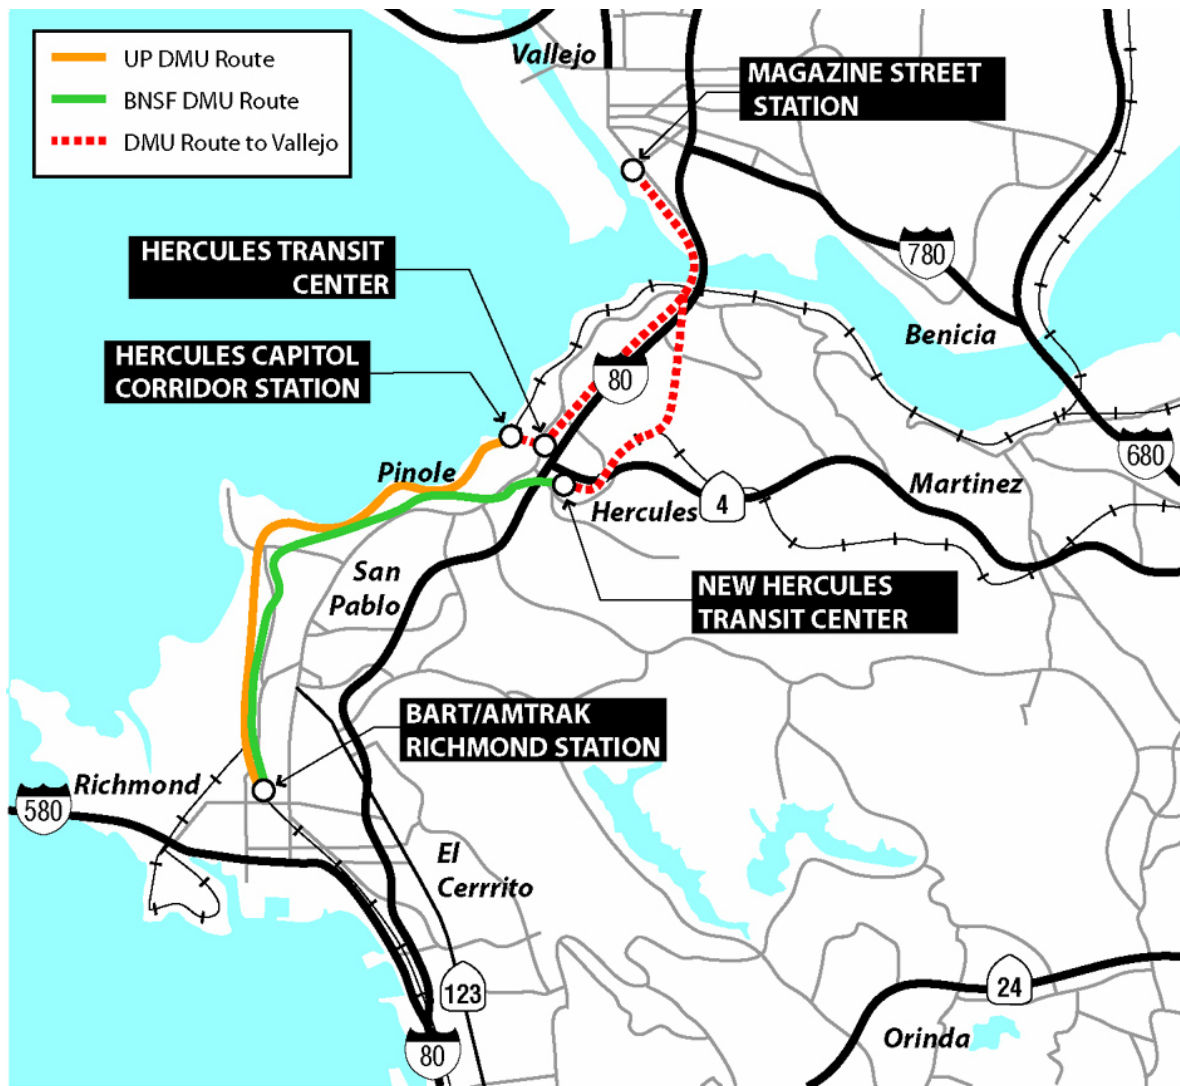 UP DMU Route
BNSF DMU Route
DMU Route to Vallejo
Vallejo
MAGAZINE STREET
STATION
HERCULES TRANSIT
CENTER
780
Benicia
HERCULES CAPITOL
CORRIDOR STATION
80
680
Pinole
Martinez
4
Hercules
San
Pablo
NEW HERCULES
TRANSIT CENTER
BART/AMTRAK
RICHMOND STATION
Richmond
580
El
Cerrrito
123
24
Orinda
80